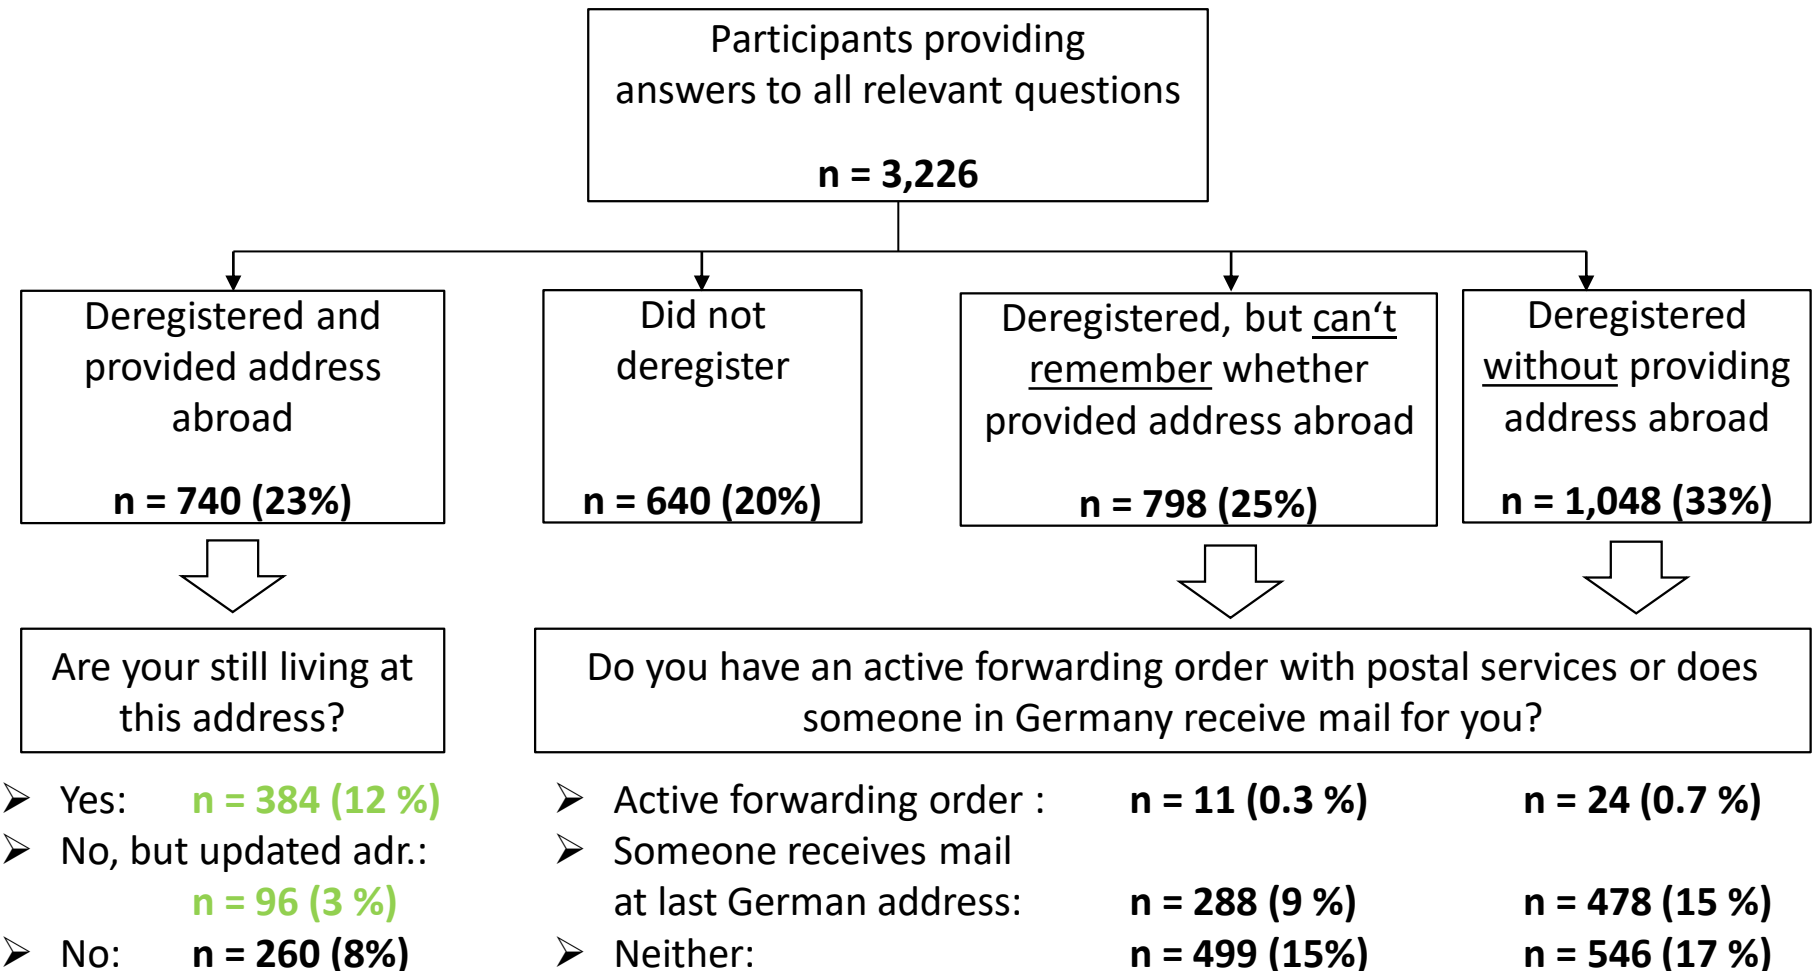 Participants providing
answers to all relevant questions
n = 3,226
Deregistered and
provided address
abroad
n = 740 (23%)
Did not
deregister
n = 640 (20%)
Deregistered, but can‘t
remember whether
provided address abroad
n = 798 (25%)
Deregistered
without providing
address abroad
n = 1,048 (33%)
Are your still living at
this address?
Do you have an active forwarding order with postal services or does
someone in Germany receive mail for you?
➢ Yes: n = 384 (12 %)
➢ No, but updated adr.:
n = 96 (3 %)
➢ No: n = 260 (8%)
➢ Active forwarding order : n = 11 (0.3 %) n = 24 (0.7 %)
➢ Someone receives mail
at last German address: n = 288 (9 %) n = 478 (15 %)
➢ Neither: n = 499 (15%) n = 546 (17 %)